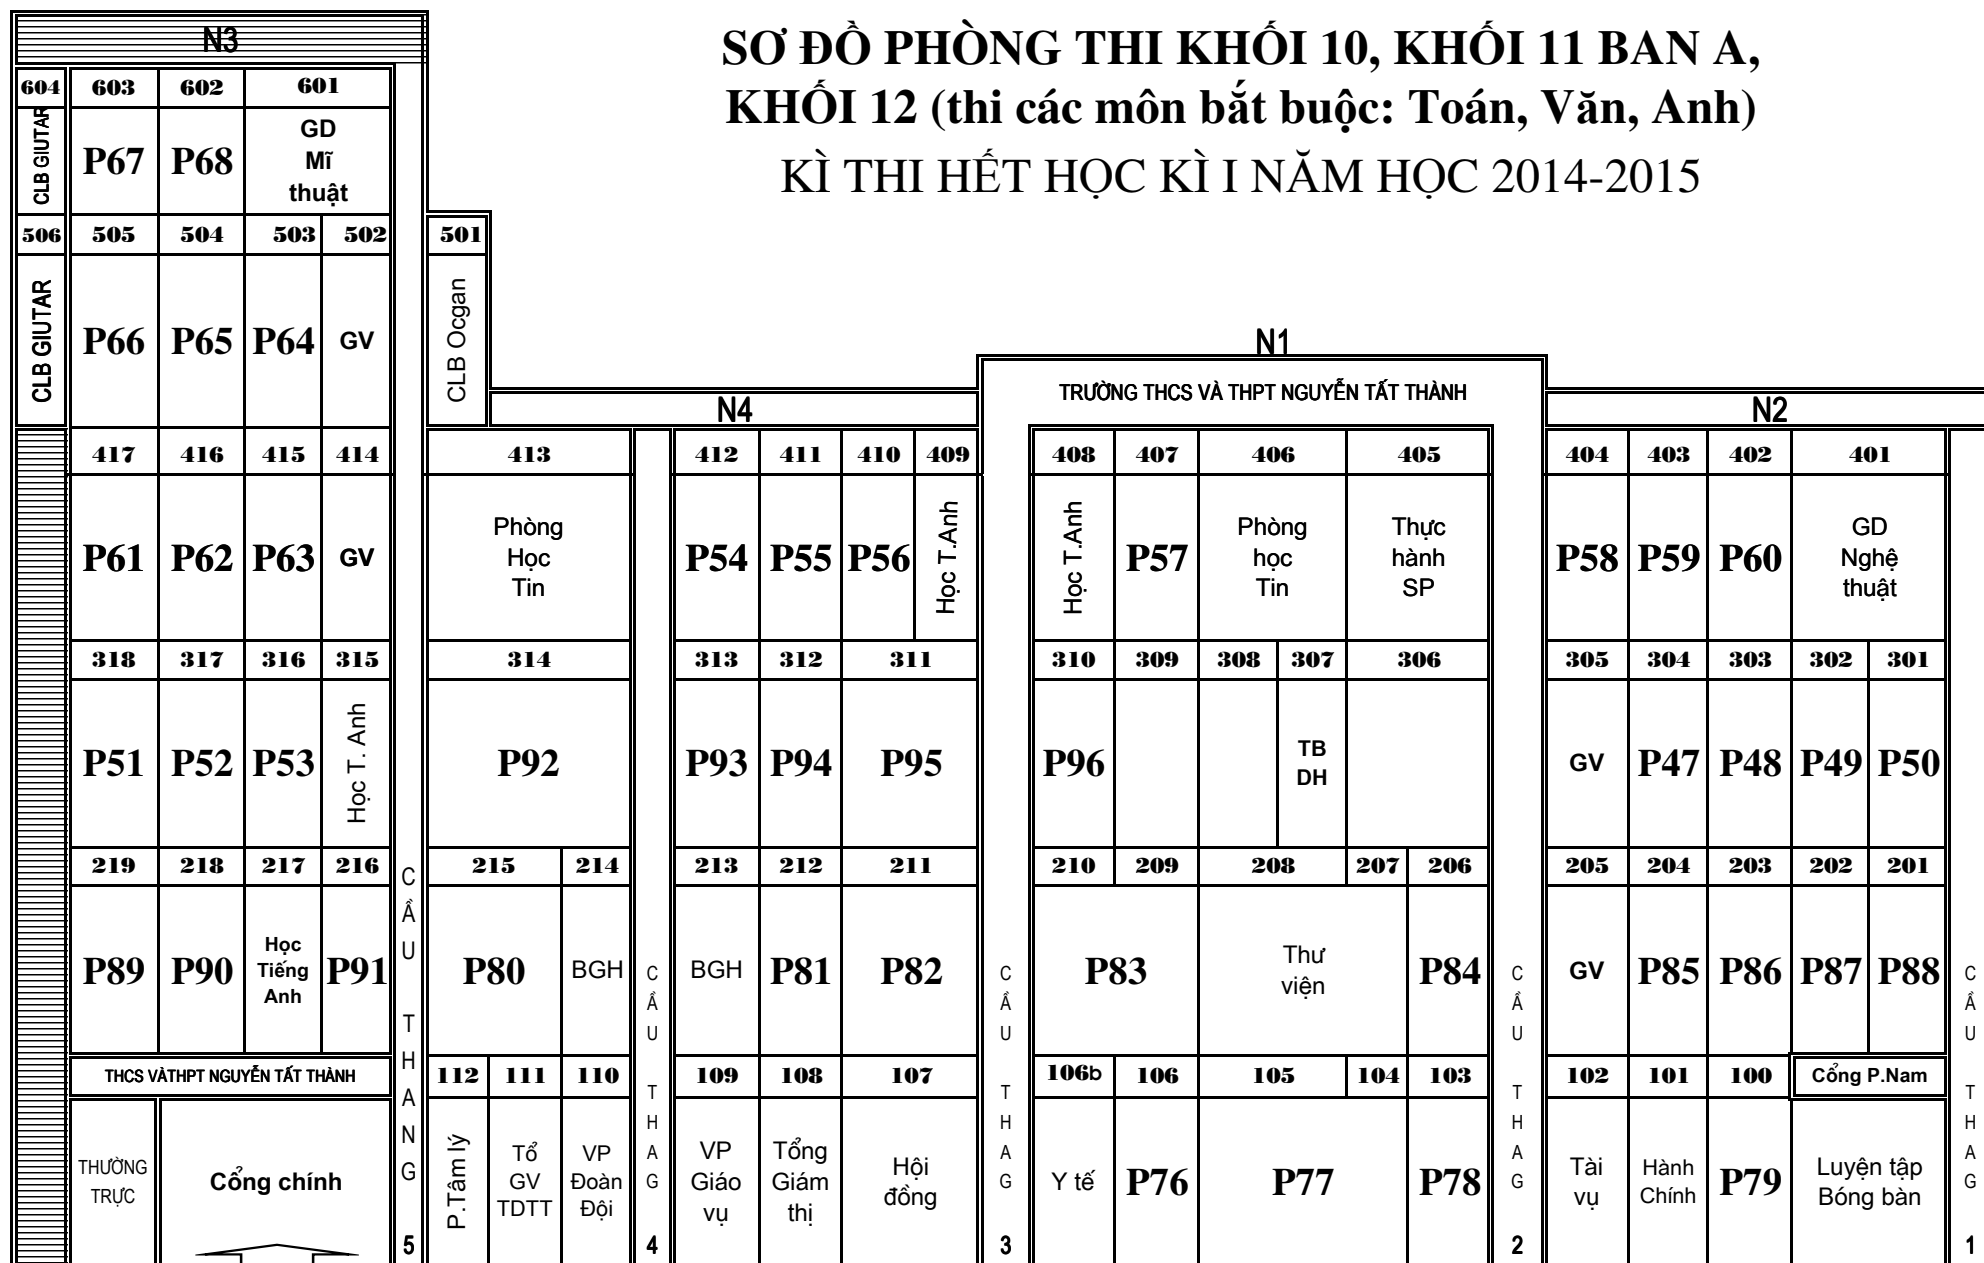 SƠ ĐỒ PHÒNG THI KHỐI 10, KHỐI 11 BAN A,
KHỐI 12 (thi các môn bắt buộc: Toán, Văn, Anh)
KÌ THI HẾT HỌC KÌ I NĂM HỌC 2014-2015
N3
604 603 602 601
CLB GIUTAR P67 P68 GD Mĩ thuật
506 505 504 503 502 501
CLB GIUTAR P66 P65 P64 GV CLB Ocgan
N1
TRƯỜNG THCS VÀ THPT NGUYỄN TẤT THÀNH
N4 N2
417 416 415 414 413 412 411 410 409 408 407 406 405 404 403 402 401
P61 P62 P63 GV Phòng Học Tin P54 P55 P56 Học T.Anh Học T.Anh P57 Phòng học Tin Thực hành SP P58 P59 P60 GD Nghệ thuật
318 317 316 315 314 313 312 311 310 309 308 307 306 305 304 303 302 301
P51 P52 P53 Học T. Anh P92 P93 P94 P95 P96 TB DH GV P47 P48 P49 P50
219 218 217 216 215 214 213 212 211 210 209 208 207 206 205 204 203 202 201
P89 P90 Học Tiếng Anh P91 P80 BGH BGH P81 P82 P83 Thư viện P84 GV P85 P86 P87 P88
THCS VÀTHPT NGUYỄN TẤT THÀNH 112 111 110 109 108 107 106b 106 105 104 103 102 101 100 Cổng P.Nam
THƯỜNG TRỰC Cổng chính P.Tâm lý Tổ GV TDTT VP Đoàn Đội VP Giáo vụ Tổng Giám thị Hội đồng Y tế P76 P77 P78 Tài vụ Hành Chính P79 Luyện tập Bóng bàn
CẦU THANG 5
CẦU THAG 4
CẦU THAG 3
CẦU THAG 2
CẦU THAG 1